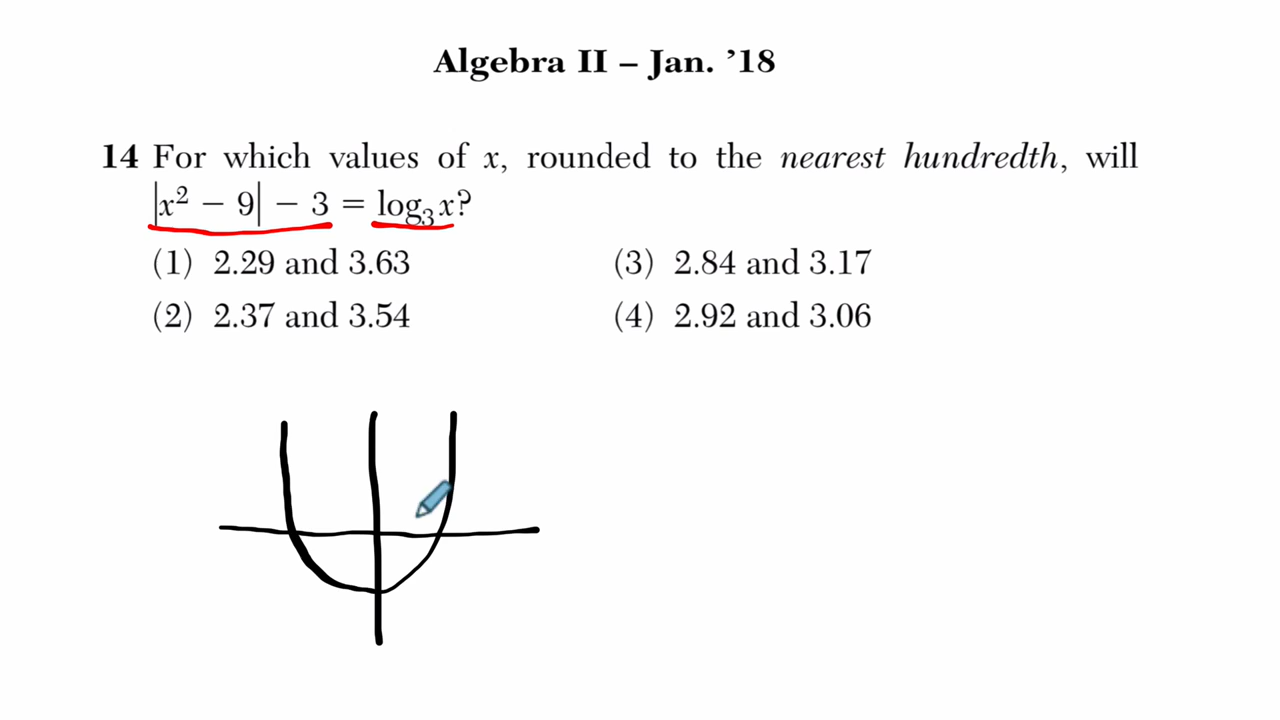 Algebra II – Jan. ’18
14 For which values of x, rounded to the nearest hundredth, will
|x² − 9| − 3 = log₃x?
(1) 2.29 and 3.63
(3) 2.84 and 3.17
(2) 2.37 and 3.54
(4) 2.92 and 3.06